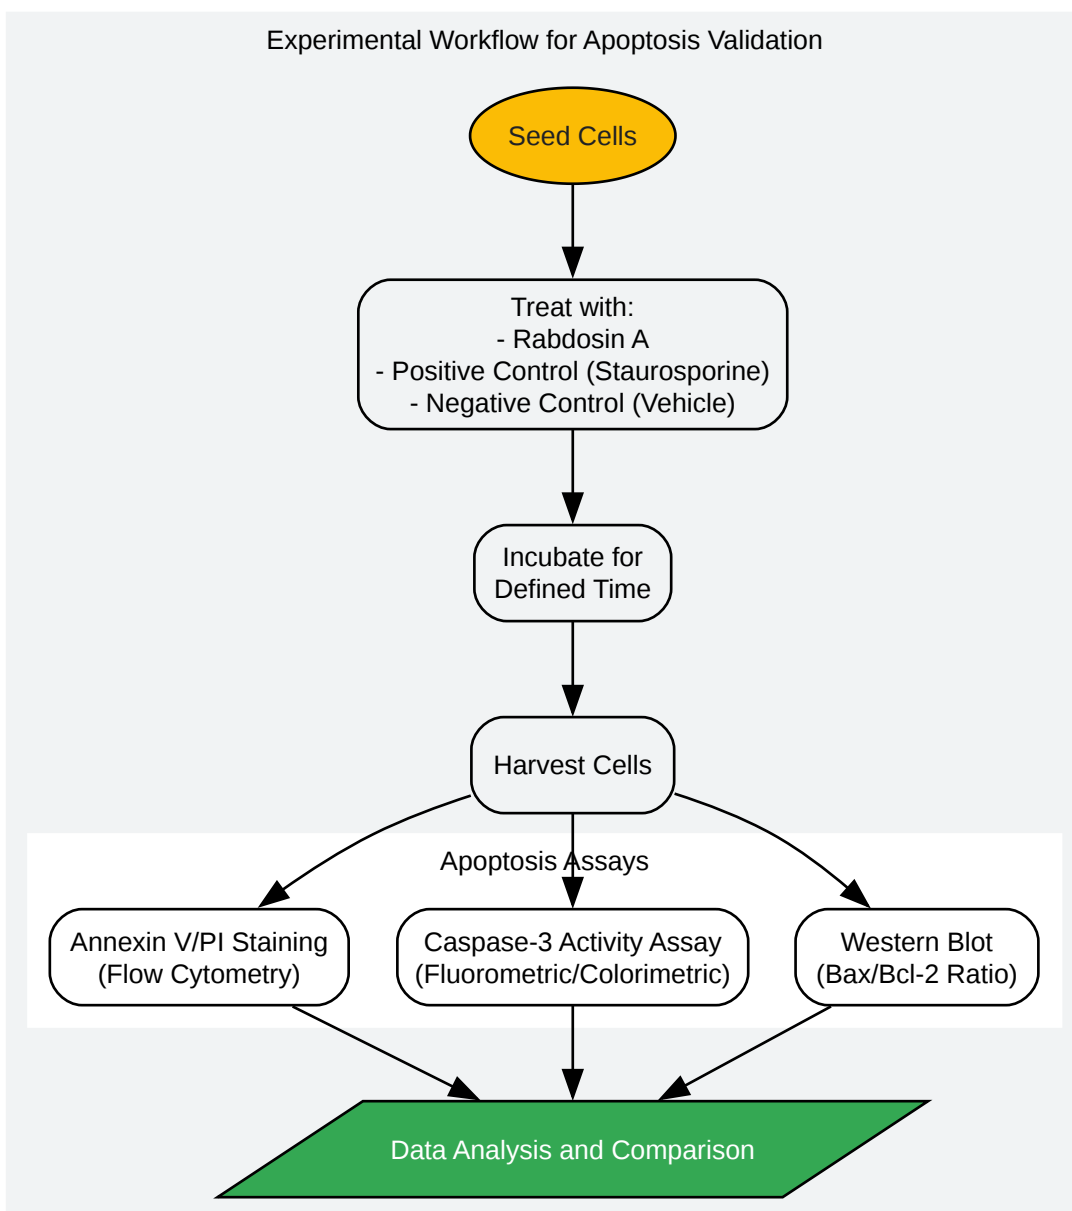 Experimental Workflow for Apoptosis Validation
Seed Cells
Treat with:
- Rabdosin A
- Positive Control (Staurosporine)
- Negative Control (Vehicle)
Incubate for
Defined Time
Harvest Cells
Apoptosis Assays
Annexin V/PI Staining
(Flow Cytometry)
Caspase-3 Activity Assay
(Fluorometric/Colorimetric)
Western Blot
(Bax/Bcl-2 Ratio)
Data Analysis and Comparison